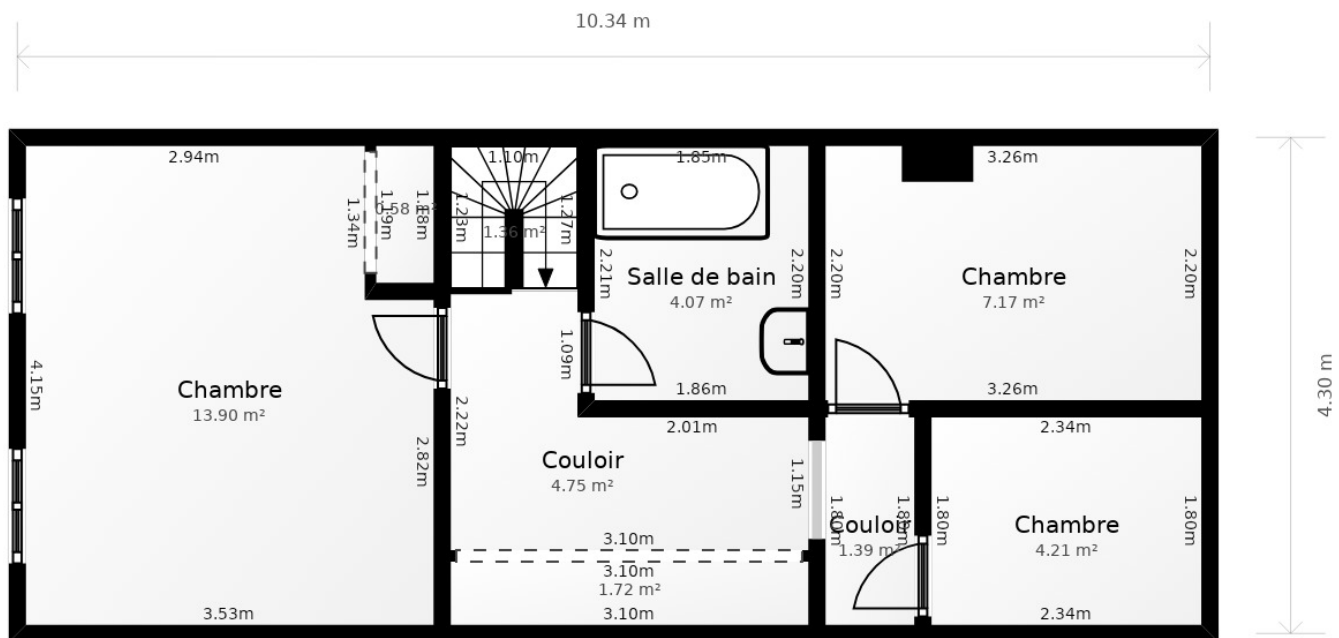 10.34 m
2.94m
1.10m
1.85m
3.26m
1.34m
1.19m
0.58 m²
1.18m
1.23m
1.36 m²
1.27m
2.21m
Salle de bain
4.07 m²
2.20m
2.20m
Chambre
7.17 m²
2.20m
4.30 m
4.15m
Chambre
13.90 m²
1.09m
1.86m
3.26m
2.22m
2.82m
2.01m
2.34m
Couloir
4.75 m²
1.15m
1.80m
Couloir
1.39 m²
1.80m
1.80m
Chambre
4.21 m²
1.80m
3.10m
3.10m
1.72 m²
3.53m
3.10m
2.34m